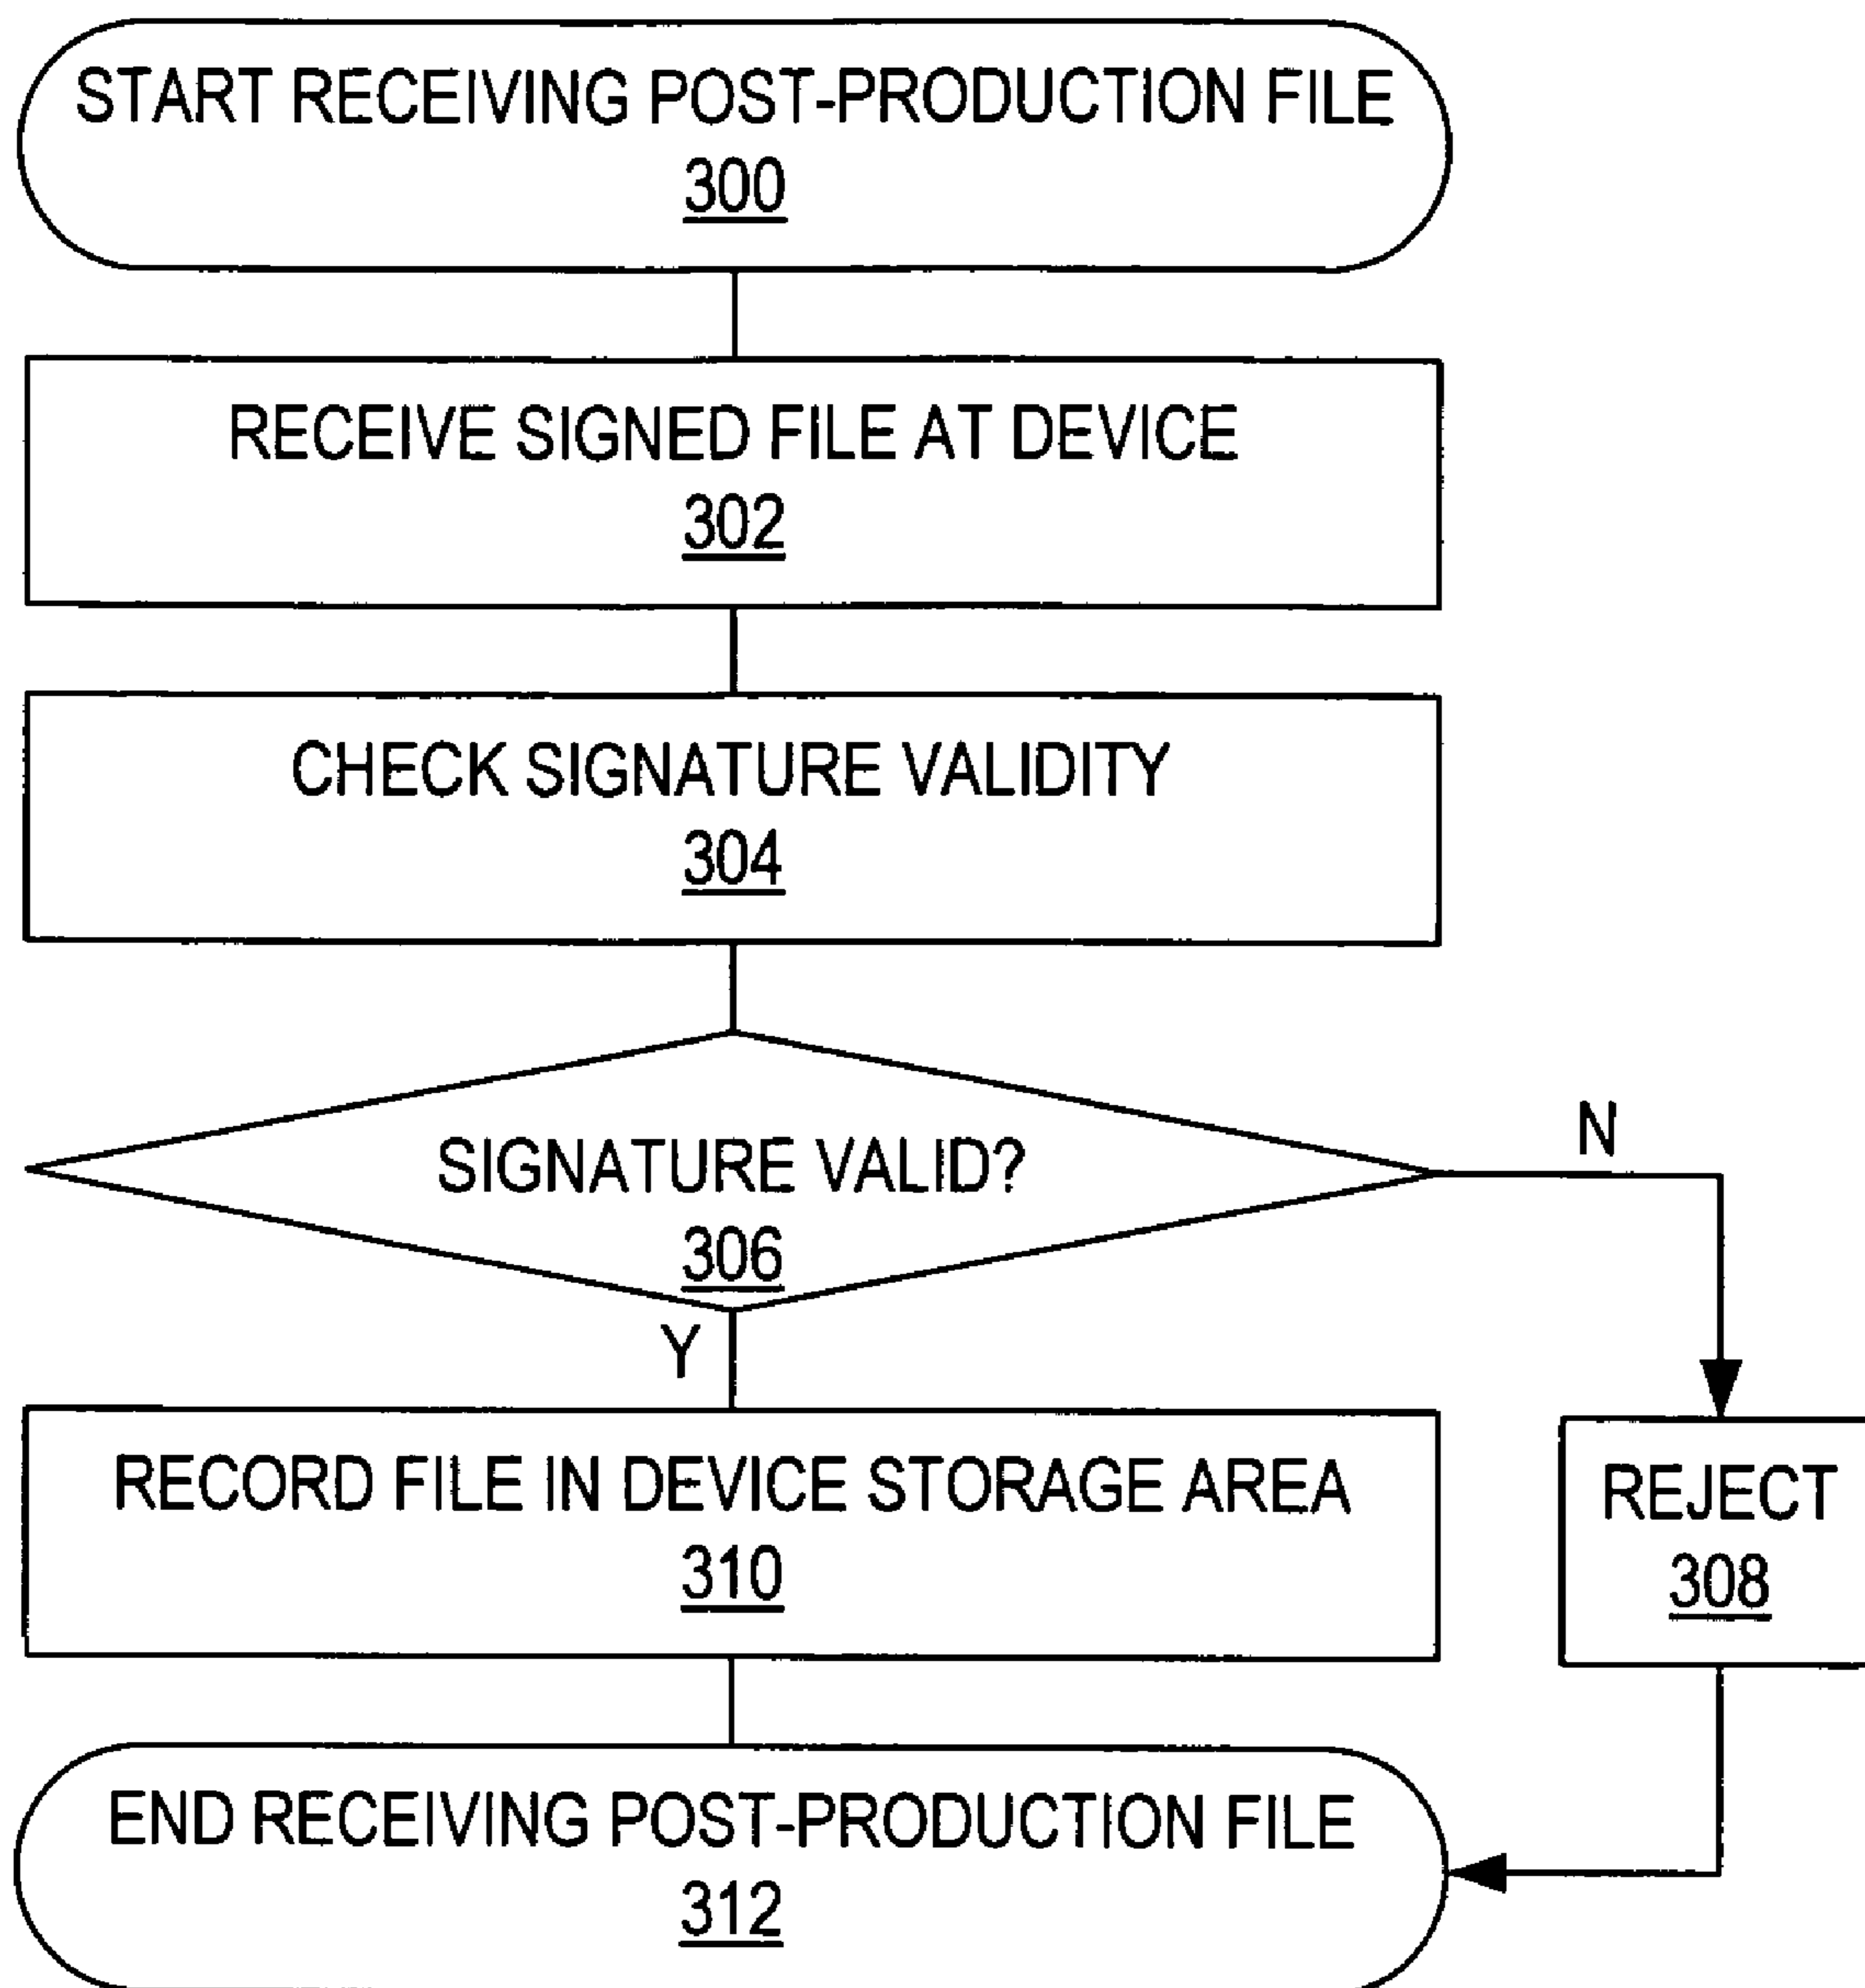 START RECEIVING POST-PRODUCTION FILE
300
RECEIVE SIGNED FILE AT DEVICE
302
CHECK SIGNATURE VALIDITY
304
SIGNATURE VALID?
306
N
Y
RECORD FILE IN DEVICE STORAGE AREA
310
REJECT
308
END RECEIVING POST-PRODUCTION FILE
312